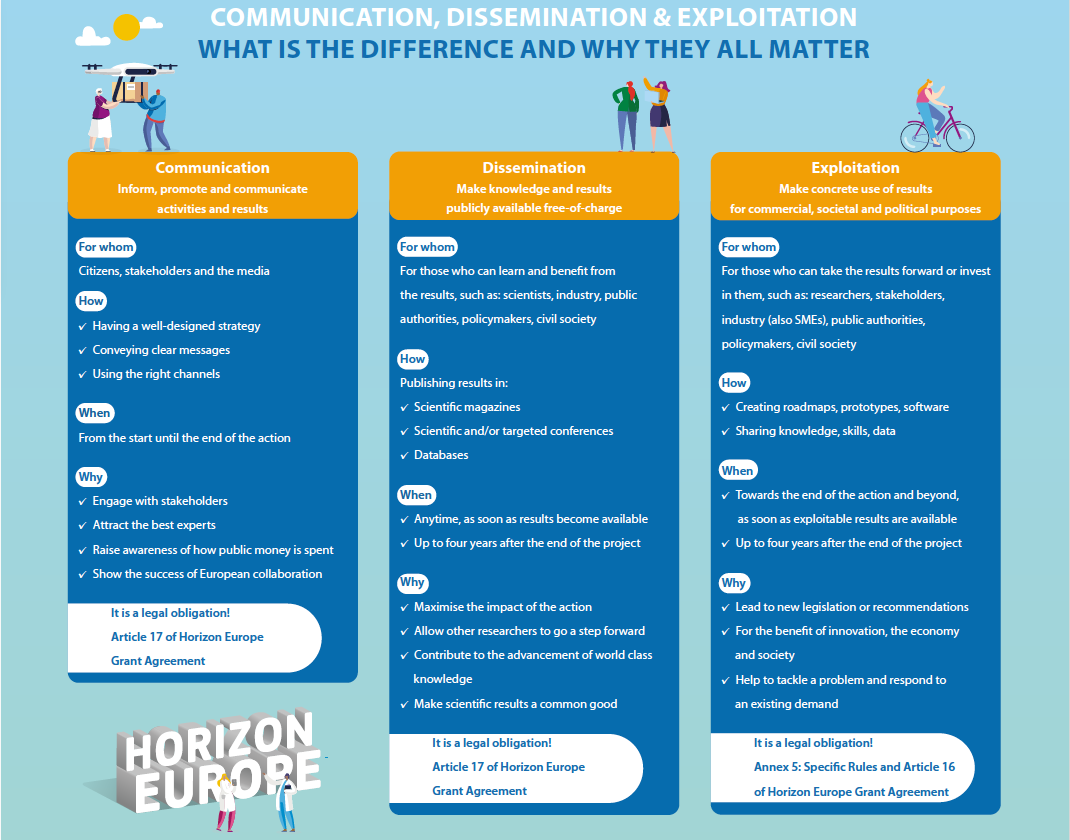 COMMUNICATION, DISSEMINATION & EXPLOITATION
WHAT IS THE DIFFERENCE AND WHY THEY ALL MATTER
Communication
Inform, promote and communicate
activities and results
For whom
Citizens, stakeholders and the media
How
✓ Having a well-designed strategy
✓ Conveying clear messages
✓ Using the right channels
When
From the start until the end of the action
Why
✓ Engage with stakeholders
✓ Attract the best experts
✓ Raise awareness of how public money is spent
✓ Show the success of European collaboration
It is a legal obligation!
Article 17 of Horizon Europe
Grant Agreement
Dissemination
Make knowledge and results
publicly available free-of-charge
For whom
For those who can learn and benefit from
the results, such as: scientists, industry, public
authorities, policymakers, civil society
How
Publishing results in:
✓ Scientific magazines
✓ Scientific and/or targeted conferences
✓ Databases
When
✓ Anytime, as soon as results become available
✓ Up to four years after the end of the project
Why
✓ Maximise the impact of the action
✓ Allow other researchers to go a step forward
✓ Contribute to the advancement of world class
knowledge
✓ Make scientific results a common good
It is a legal obligation!
Article 17 of Horizon Europe
Grant Agreement
Exploitation
Make concrete use of results
for commercial, societal and political purposes
For whom
For those who can take the results forward or invest
in them, such as: researchers, stakeholders,
industry (also SMEs), public authorities,
policymakers, civil society
How
✓ Creating roadmaps, prototypes, software
✓ Sharing knowledge, skills, data
When
✓ Towards the end of the action and beyond,
as soon as exploitable results are available
✓ Up to four years after the end of the project
Why
✓ Lead to new legislation or recommendations
✓ For the benefit of innovation, the economy
and society
✓ Help to tackle a problem and respond to
an existing demand
It is a legal obligation!
Annex 5: Specific Rules and Article 16
of Horizon Europe Grant Agreement
HORIZON
EUROPE